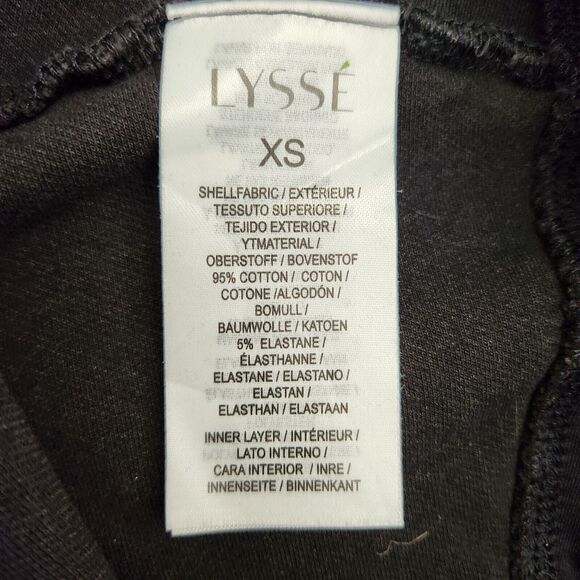 LYSSÉ
XS
SHELLFABRIC / EXTÉRIEUR /
TESSUTO SUPERIORE /
TEJIDO EXTERIOR /
YTMATERIAL /
OBERSTOFF / BOVENSTOF
95% COTTON / COTON /
COTONE /ALGODÓN /
BOMULL /
BAUMWOLLE / KATOEN
5% ELASTANE /
ÉLASTHANNE /
ELASTANE / ELASTANO /
ELASTAN /
ELASTHAN / ELASTAAN
INNER LAYER / INTÉRIEUR /
LATO INTERNO /
CARA INTERIOR / INRE /
INNENSEITE / BINNENKANT